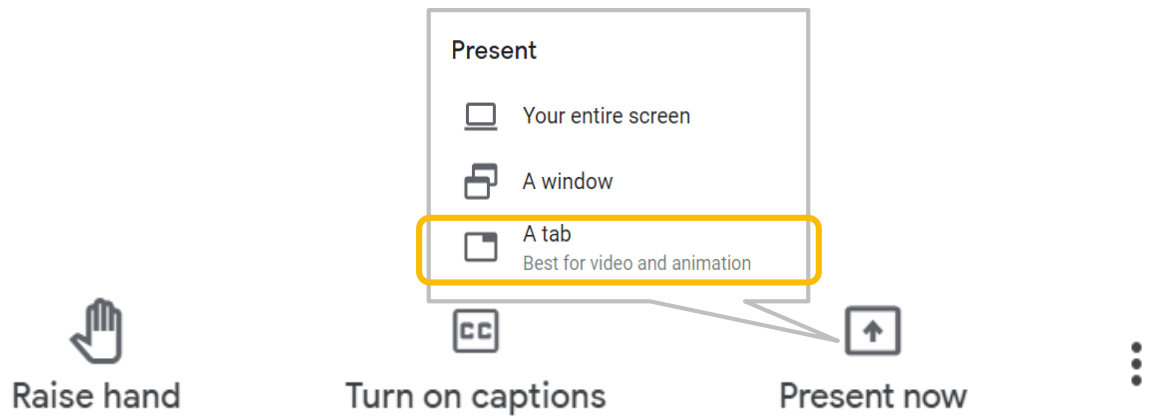 Present
Your entire screen
A window
A tab
Best for video and animation
CC
Raise hand
Turn on captions
Present now